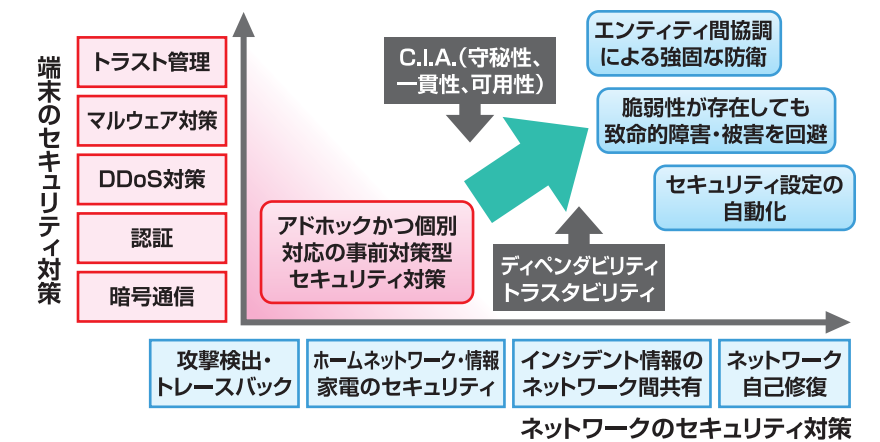 端末のセキュリティ対策
トラスト管理
マルウェア対策
DDoS対策
認証
暗号通信
C.I.A.(守秘性、
一貫性、可用性)
エンティティ間協調
による強固な防衛
脆弱性が存在しても
致命的障害・被害を回避
セキュリティ設定の
自動化
アドホックかつ個別
対応の事前対策型
セキュリティ対策
ディペンダビリティ
トラスタビリティ
攻撃検出・
トレースバック
ホームネットワーク・情報
家電のセキュリティ
インシデント情報の
ネットワーク間共有
ネットワーク
自己修復
ネットワークのセキュリティ対策